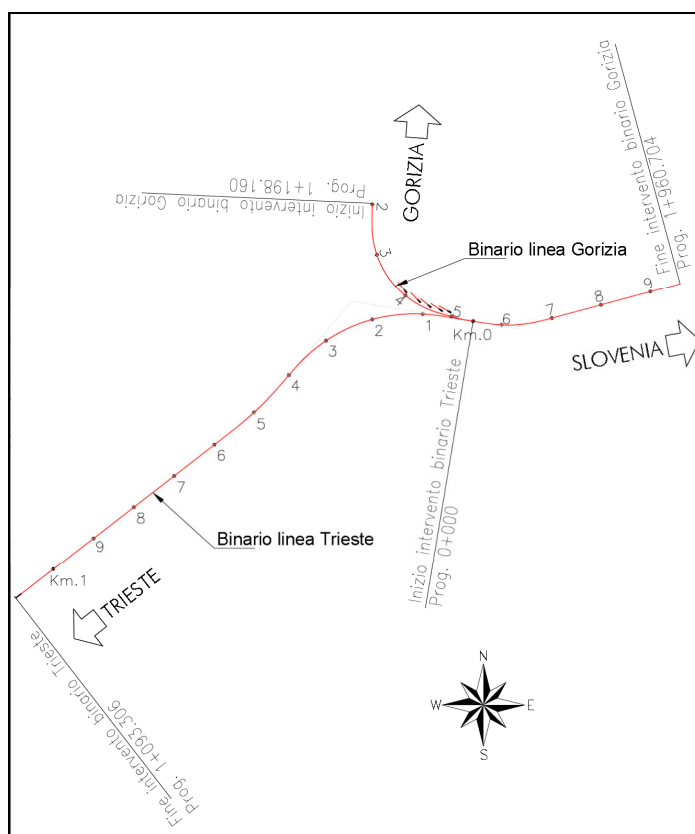 GORIZIA
Inizio intervento binario Gorizia
Prog. 1+198.160
Fine intervento binario Gorizia
Prog. 1+960.704
Binario linea Gorizia
2
3
4
5
6
7
8
9
SLOVENIA
Km.0
1
2
3
4
5
6
7
8
9
Km.1
Inizio intervento binario Trieste
Prog. 0+000
Binario linea Trieste
TRIESTE
Fine intervento binario Trieste
Prog. 1+093.306
N
W
E
S